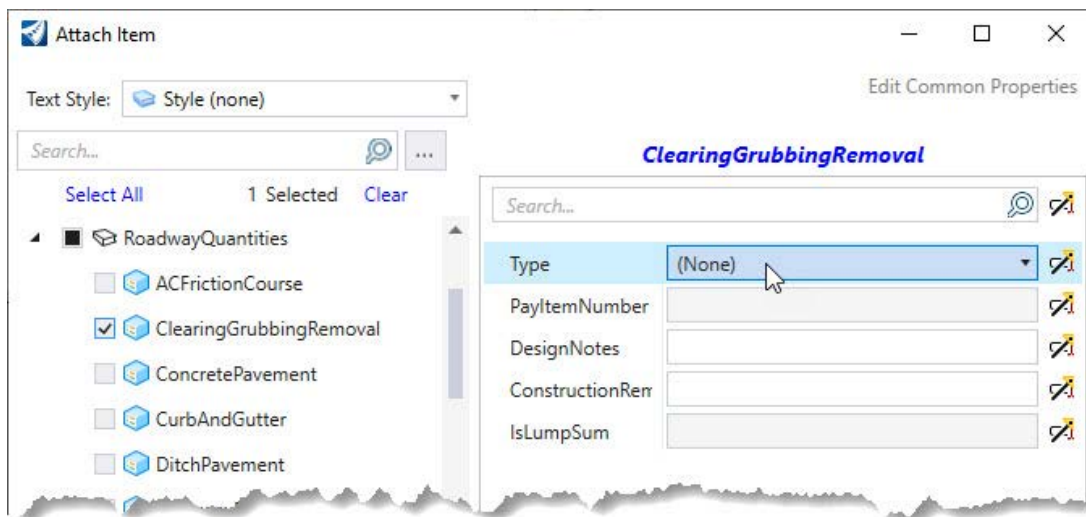 Attach Item
Text Style: Style (none)
Edit Common Properties
Search...
...
Select All 1 Selected Clear
RoadwayQuantities
ACFrictionCourse
ClearingGrubbingRemoval
ConcretePavement
CurbAndGutter
DitchPavement
ClearingGrubbingRemoval
Search...
Type (None)
PayItemNumber
DesignNotes
ConstructionRem
IsLumpSum